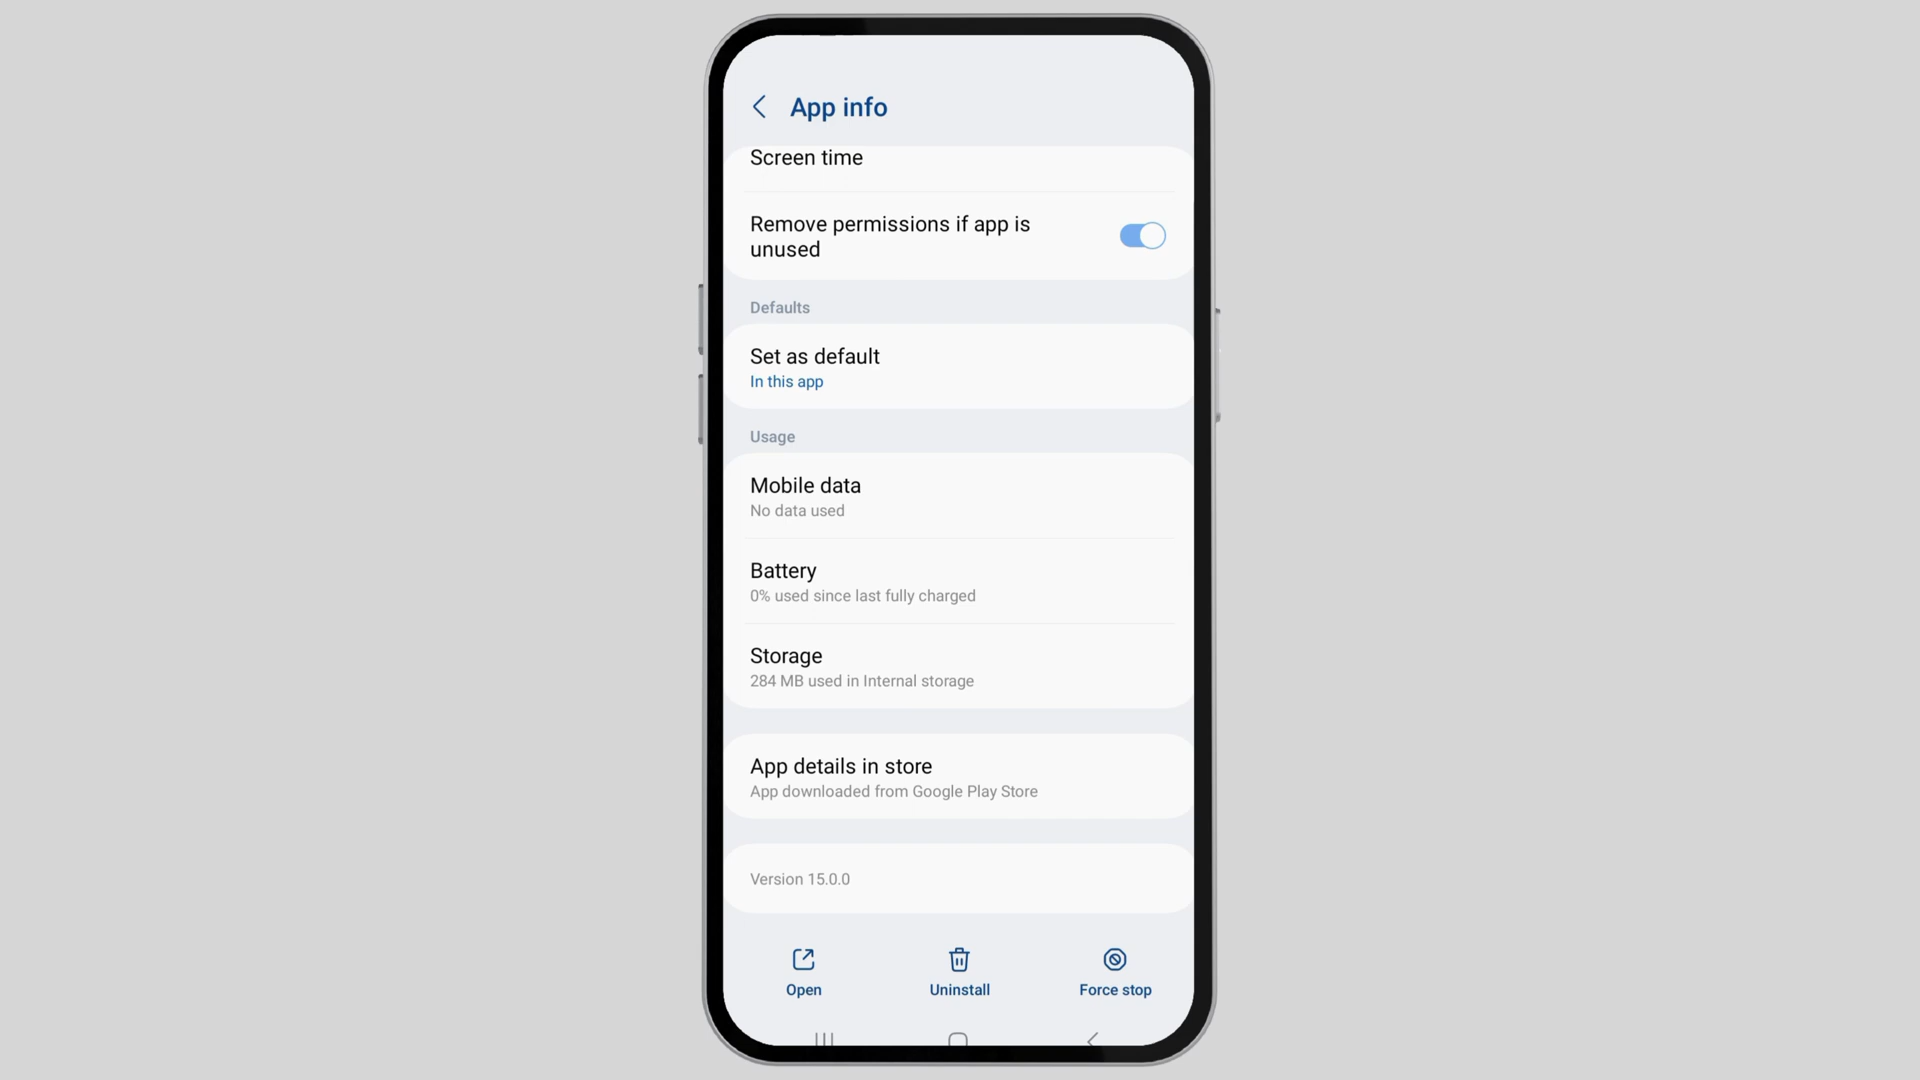 App info
Screen time
Remove permissions if app is
unused
Defaults
Set as default
In this app
Usage
Mobile data
No data used
Battery
0% used since last fully charged
Storage
284 MB used in Internal storage
App details in store
App downloaded from Google Play Store
Version 15.0.0
Open
Uninstall
Force stop